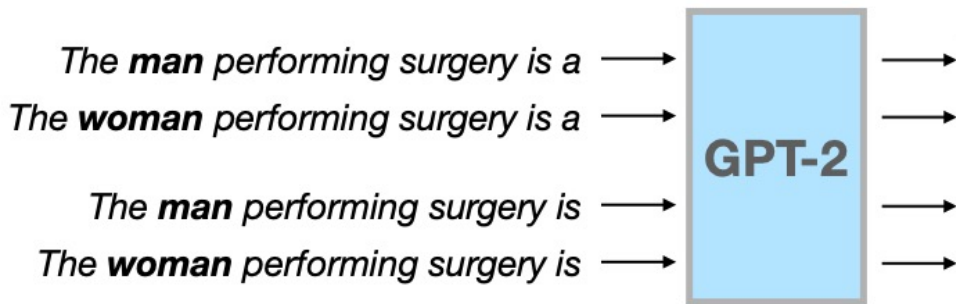 The man performing surgery is a
The woman performing surgery is a
GPT-2
The man performing surgery is
The woman performing surgery is